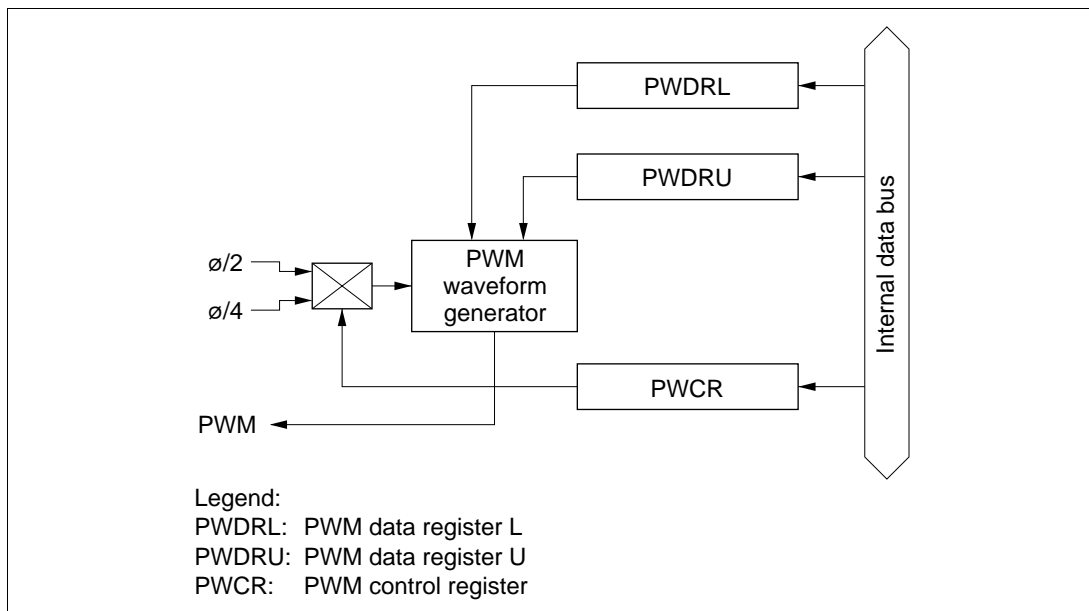 PWDRL
PWDRU
ø/2
ø/4
PWM
waveform
generator
Internal data bus
PWCR
PWM
Legend:
PWDRL: PWM data register L
PWDRU: PWM data register U
PWCR: PWM control register